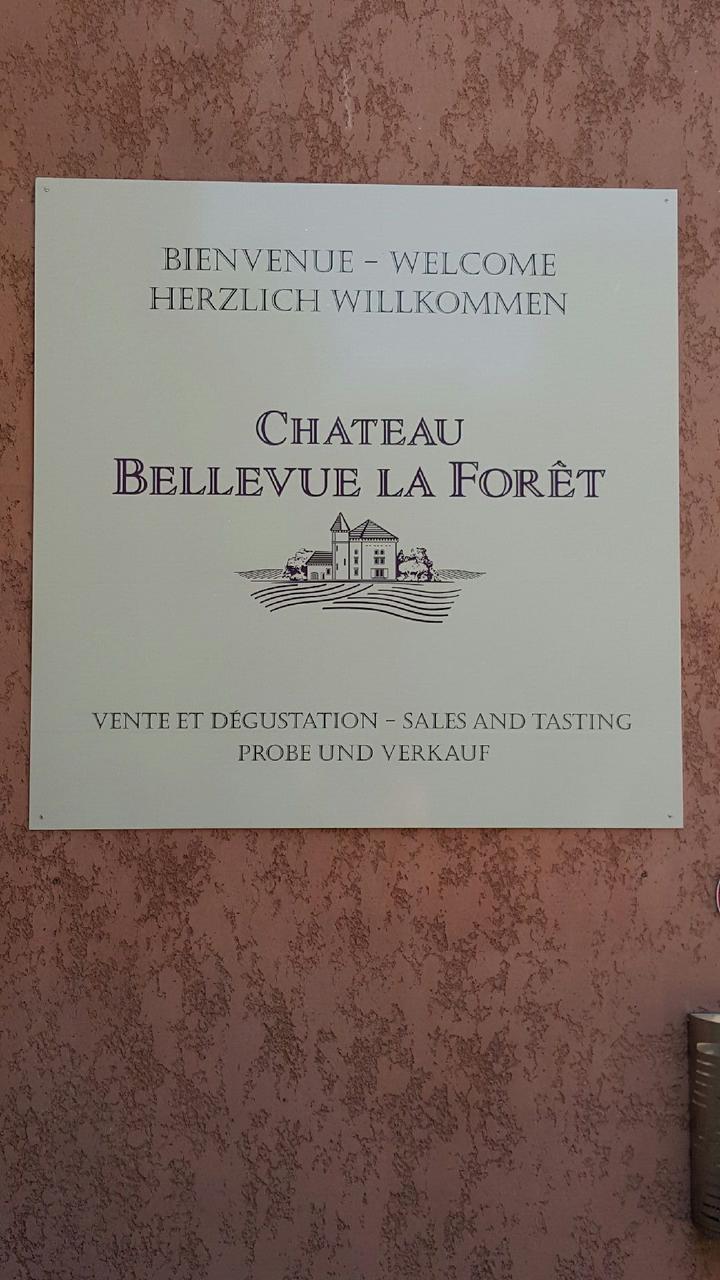 BIENVENUE – WELCOME
HERZLICH WILLKOMMEN
CHATEAU
BELLEVUE LA FORÊT
VENTE ET DÉGUSTATION – SALES AND TASTING
PROBE UND VERKAUF